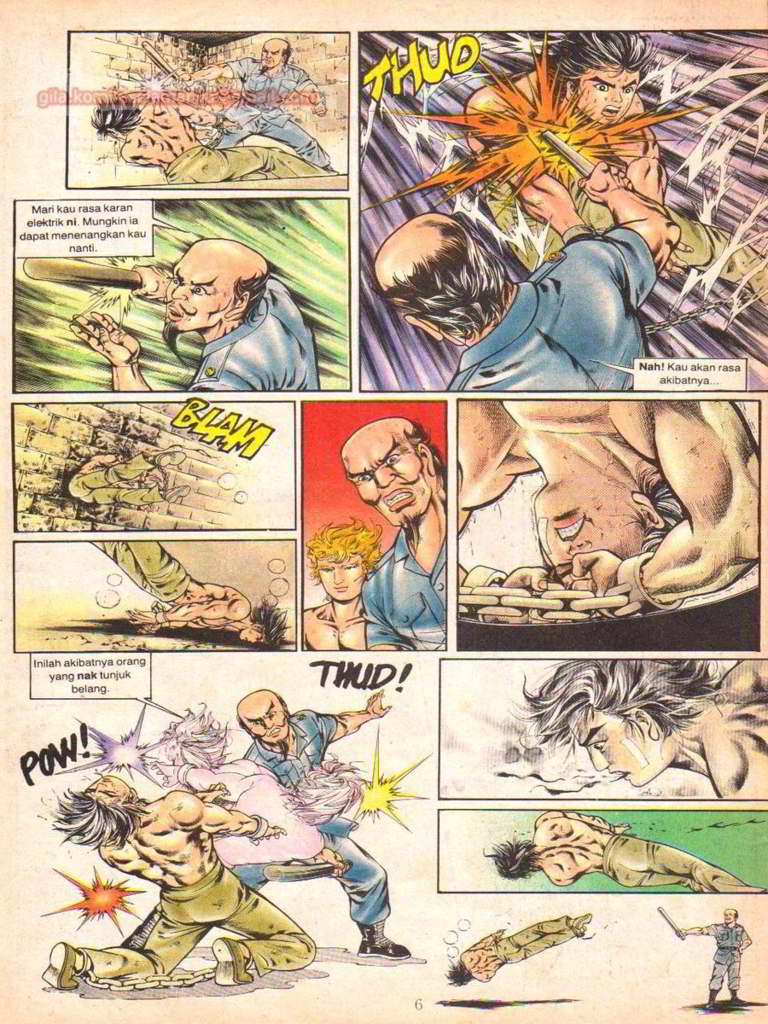 THUD
Mari kau rasa karan
elektrik ni. Mungkin ia
dapat menenangkan kau
nanti.
Nah! Kau akan rasa
akibatnya...
BLAM
Inilah akibatnya orang
yang nak tunjuk
belang.
THUD!
POW!
6